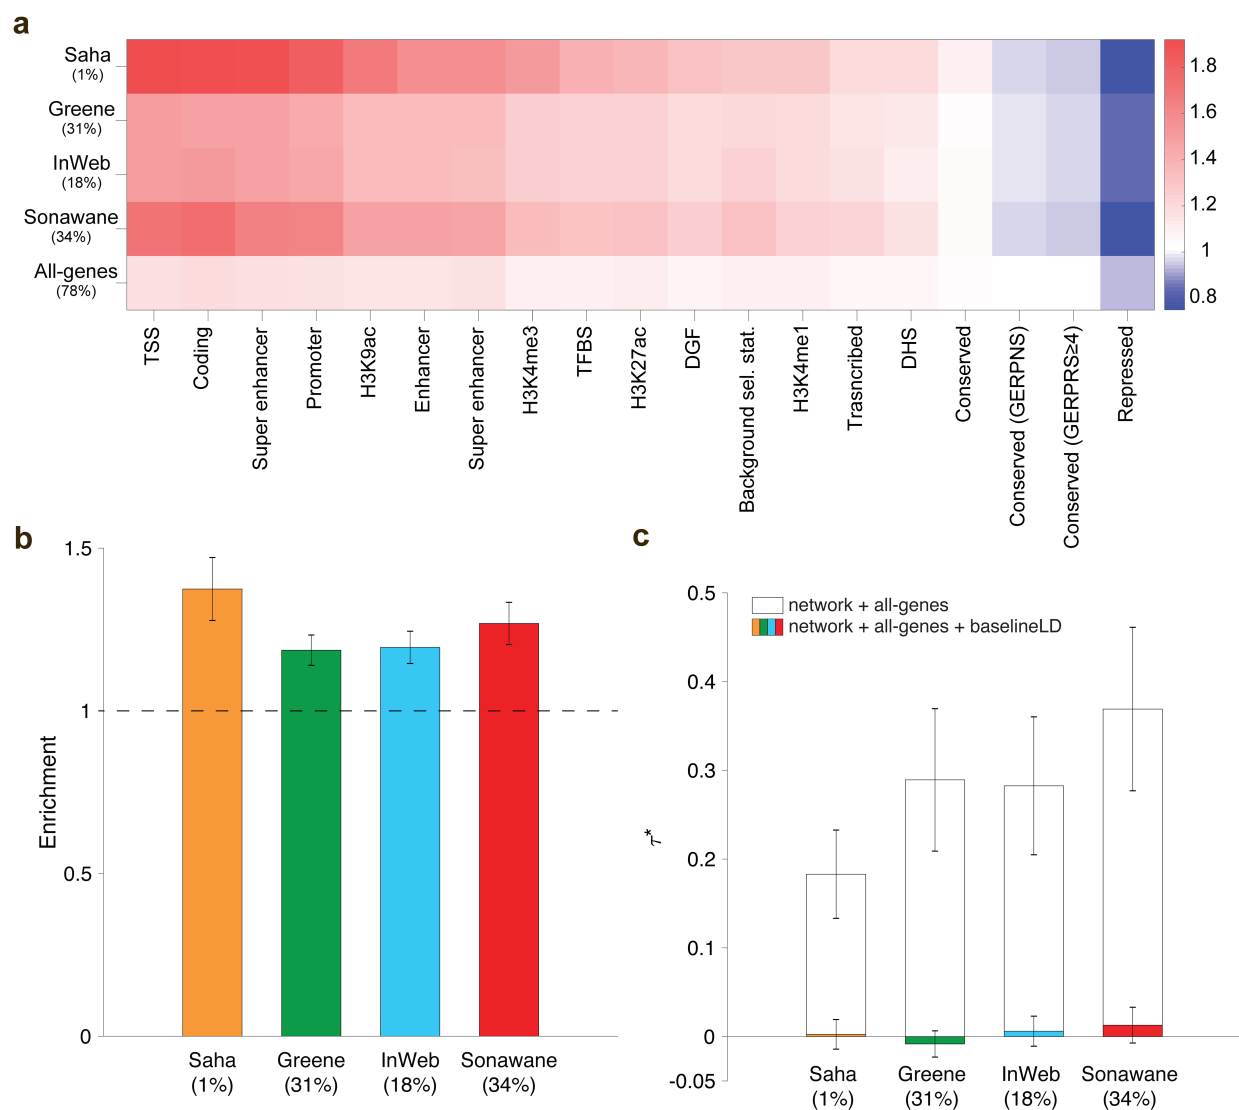 a
Saha
(1%)
Greene
(31%)
InWeb
(18%)
Sonawane
(34%)
All-genes
(78%)
1.8
1.6
1.4
1.2
1
0.8
TSS
Coding
Super enhancer
Promoter
H3K9ac
Enhancer
Super enhancer
H3K4me3
TFBS
H3K27ac
DGF
Background sel. stat.
H3K4me1
Trasncribed
DHS
Conserved
Conserved (GERPNS)
Conserved (GERPRS≥4)
Repressed
b
1.5
1
0.5
0
Enrichment
Saha
(1%)
Greene
(31%)
InWeb
(18%)
Sonawane
(34%)
c
network + all-genes
network + all-genes + baselineLD
0.5
0.4
0.3
0.2
0.1
0
-0.05
τ*
Saha
(1%)
Greene
(31%)
InWeb
(18%)
Sonawane
(34%)